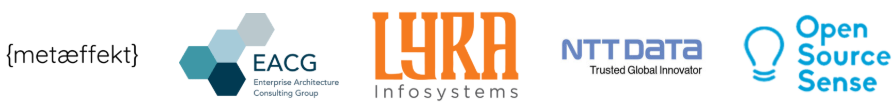 {metæffekt}
EACG
Enterprise Architecture
Consulting Group
LYRA
Infosystems
NTT DATA
Trusted Global Innovator
Open
Source
Sense